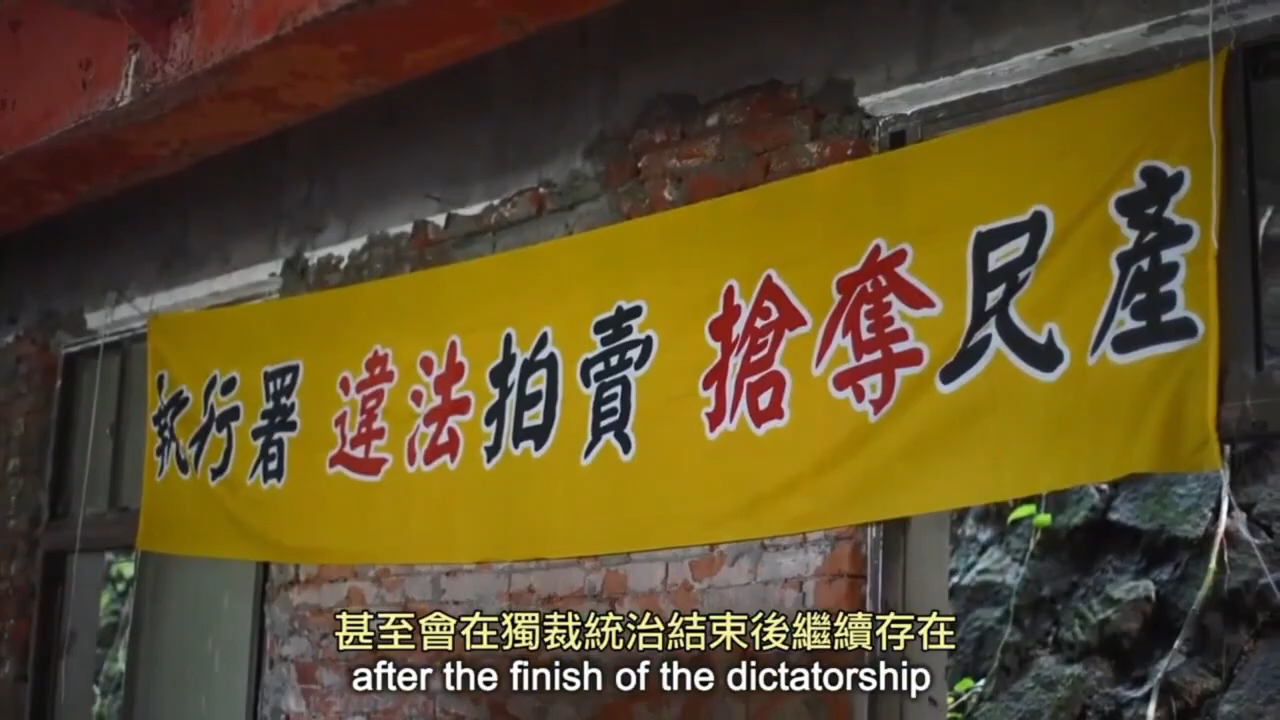 執行署 違法拍賣 搶奪民產
甚至會在獨裁統治結束後繼續存在
after the finish of the dictatorship